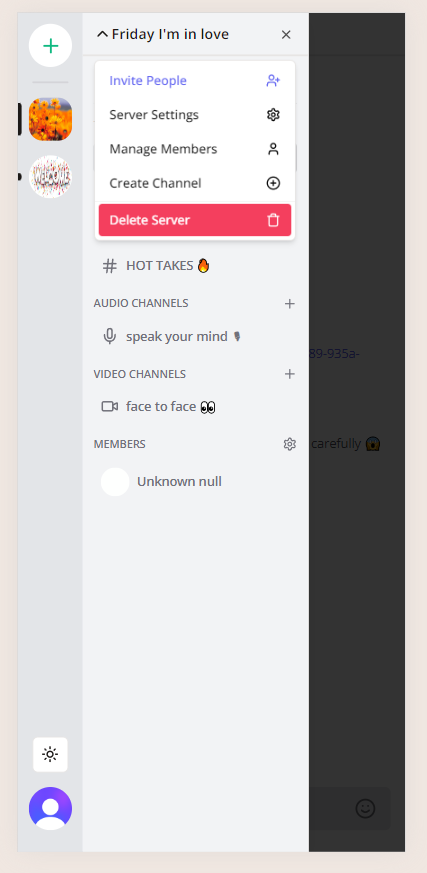 Friday I'm in love
Invite People
Server Settings
Manage Members
Create Channel
Delete Server
# HOT TAKES 🔥
AUDIO CHANNELS
speak your mind 🎙
VIDEO CHANNELS
89-935a-
face to face 👀
MEMBERS
carefully 😱
Unknown null